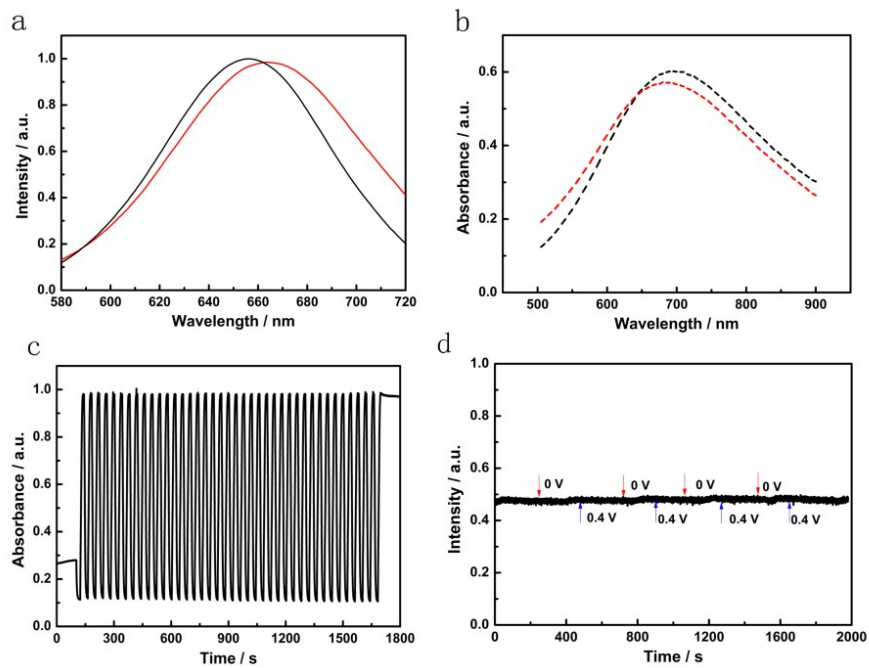 a
1.0
0.8
0.6
0.4
0.2
0.0
Intensity / a.u.
580 600 620 640 660 680 700 720
Wavelength / nm
b
0.6
0.4
0.2
0.0
Absorbance / a.u.
500 600 700 800 900
Wavelength / nm
c
1.0
0.8
0.6
0.4
0.2
0.0
Absorbance / a.u.
0 300 600 900 1200 1500 1800
Time / s
d
1.0
0.8
0.6
0.4
0.2
0.0
Intensity / a.u.
0 V 0 V 0 V 0 V
0.4 V 0.4 V 0.4 V 0.4 V
0 400 800 1200 1600 2000
Time / s